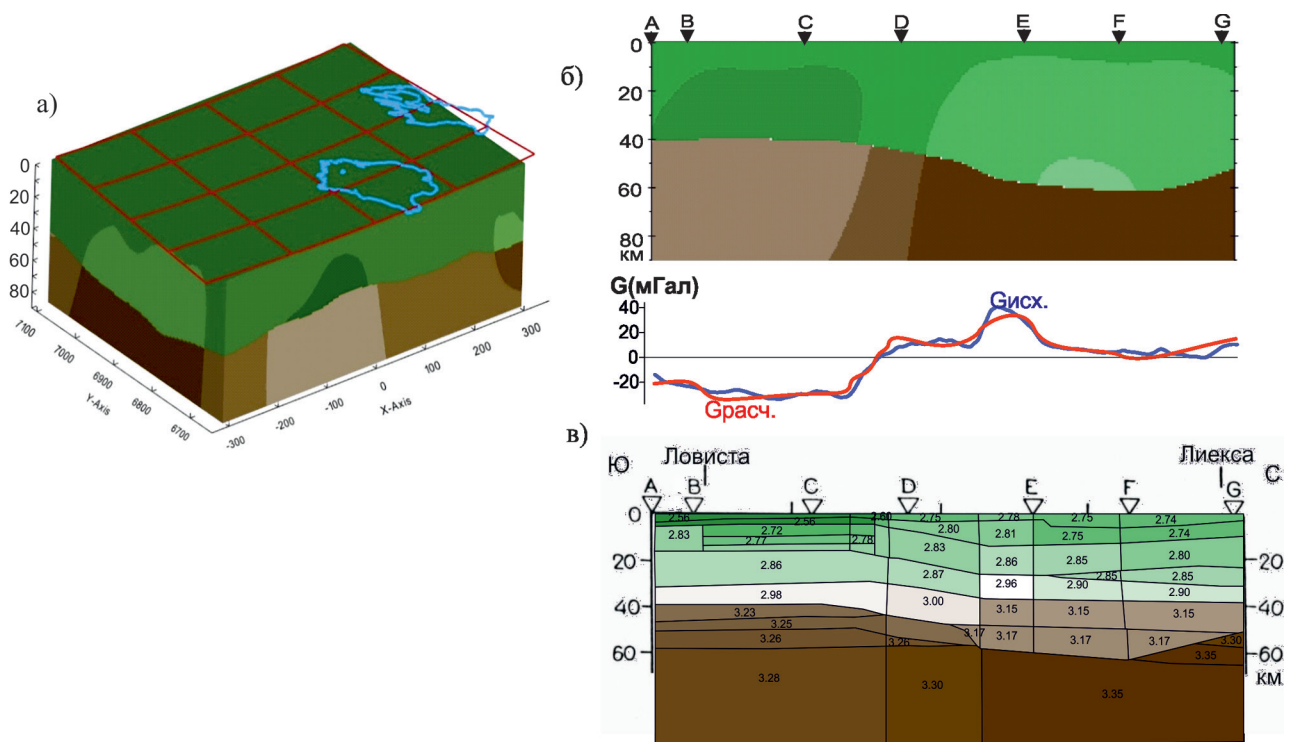 а)
0
20
40
60
80
7100
7000
6900
6800
6700
Y-Axis
-300
-200
-100
0
100
200
300
X-Axis
б)
A B C D E F G
0
20
40
60
80
км
G(мГал)
40
20
0
-20
Gисх.
Gрасч.
в)
Ю Ловиста Лиекса С
A B C D E F G
0
20
40
60
20
40
60
км
2.56 2.56 2.60 2.75 2.78 2.75 2.74
2.83 2.72 2.80 2.81 2.75 2.74
2.77 2.78 2.83 2.86 2.85 2.80
2.86 2.87 2.96 2.85 2.90 2.85
2.98 3.00 2.90
3.23 3.15 3.15 3.15
3.25 3.17 3.17 3.17 3.17 3.30
3.26 3.26 3.35
3.28 3.30 3.35